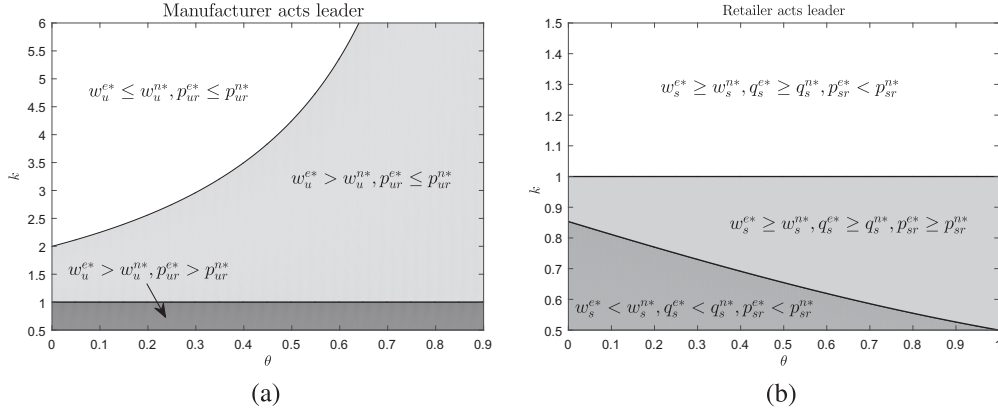 Manufacturer acts leader
6
5.5
5
4.5
4
3.5
3
2.5
2
1.5
1
0.5
k
w_u^{e*} ≤ w_u^{n*}, p_{ur}^{e*} ≤ p_{ur}^{n*}
w_u^{e*} > w_u^{n*}, p_{ur}^{e*} ≤ p_{ur}^{n*}
w_u^{e*} > w_u^{n*}, p_{ur}^{e*} > p_{ur}^{n*}
0 0.1 0.2 0.3 0.4 0.5 0.6 0.7 0.8 0.9
θ
(a)
Retailer acts leader
1.5
1.4
1.3
1.2
1.1
1
0.9
0.8
0.7
0.6
0.5
k
w_s^{e*} ≥ w_s^{n*}, q_s^{e*} ≥ q_s^{n*}, p_{sr}^{e*} < p_{sr}^{n*}
w_s^{e*} ≥ w_s^{n*}, q_s^{e*} ≥ q_s^{n*}, p_{sr}^{e*} ≥ p_{sr}^{n*}
w_s^{e*} < w_s^{n*}, q_s^{e*} < q_s^{n*}, p_{sr}^{e*} < p_{sr}^{n*}
0 0.1 0.2 0.3 0.4 0.5 0.6 0.7 0.8 0.9
θ
(b)